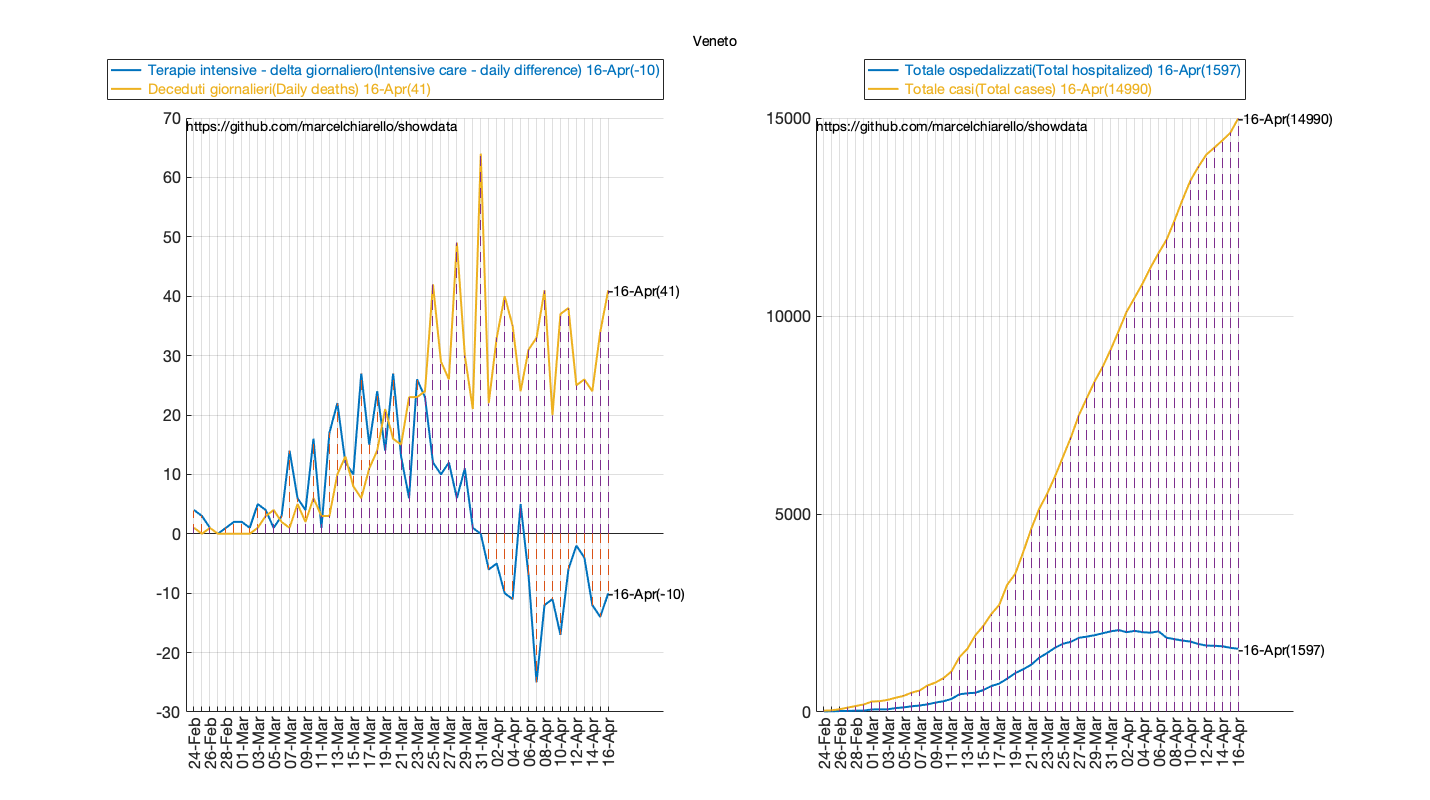 Veneto
Terapie intensive - delta giornaliero(Intensive care - daily difference) 16-Apr(-10)
Deceduti giornalieri(Daily deaths) 16-Apr(41)
https://github.com/marcelchiarello/showdata
70
60
50
40
30
20
10
0
-10
-20
-30
16-Apr(41)
16-Apr(-10)
24-Feb
26-Feb
28-Feb
01-Mar
03-Mar
05-Mar
07-Mar
09-Mar
11-Mar
13-Mar
15-Mar
17-Mar
19-Mar
21-Mar
23-Mar
25-Mar
27-Mar
29-Mar
31-Mar
02-Apr
04-Apr
06-Apr
08-Apr
10-Apr
12-Apr
14-Apr
16-Apr
Totale ospedalizzati(Total hospitalized) 16-Apr(1597)
Totale casi(Total cases) 16-Apr(14990)
https://github.com/marcelchiarello/showdata
15000
10000
5000
0
16-Apr(14990)
16-Apr(1597)
24-Feb
26-Feb
28-Feb
01-Mar
03-Mar
05-Mar
07-Mar
09-Mar
11-Mar
13-Mar
15-Mar
17-Mar
19-Mar
21-Mar
23-Mar
25-Mar
27-Mar
29-Mar
31-Mar
02-Apr
04-Apr
06-Apr
08-Apr
10-Apr
12-Apr
14-Apr
16-Apr